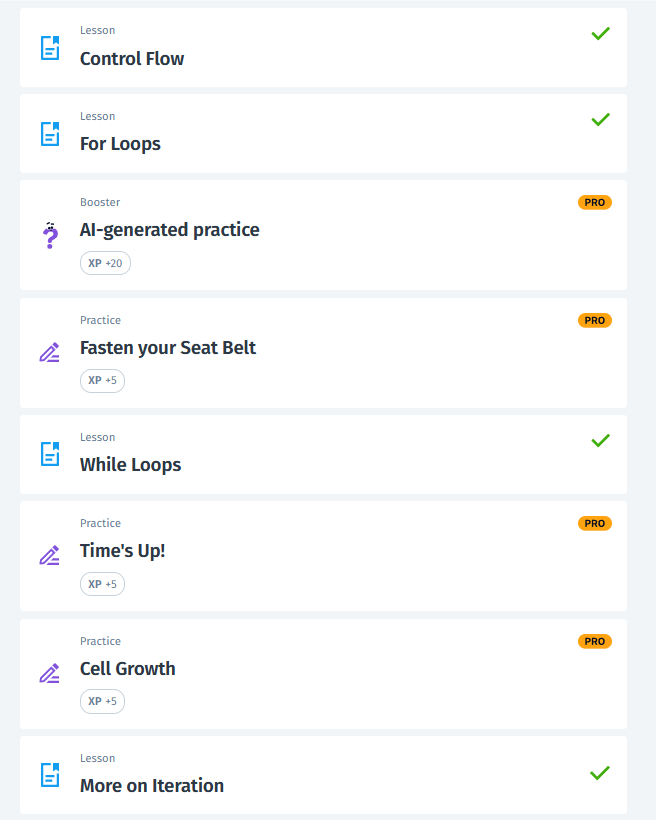 Lesson
Control Flow
Lesson
For Loops
Booster
PRO
AI-generated practice
XP +20
Practice
PRO
Fasten your Seat Belt
XP +5
Lesson
While Loops
Practice
PRO
Time's Up!
XP +5
Practice
PRO
Cell Growth
XP +5
Lesson
More on Iteration